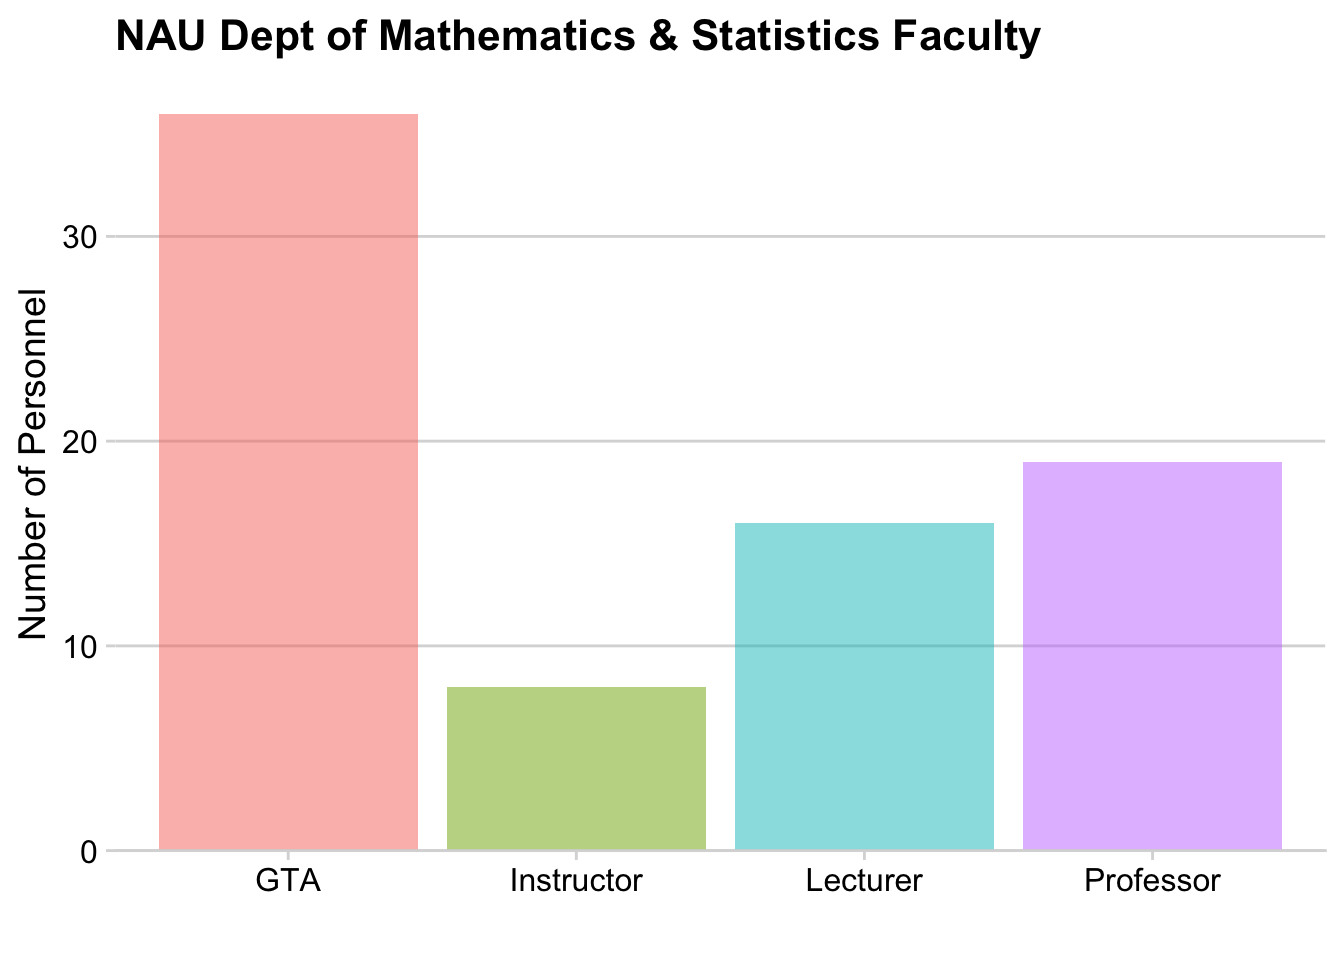 NAU Dept of Mathematics & Statistics Faculty
Number of Personnel
30
20
10
0
GTA
Instructor
Lecturer
Professor